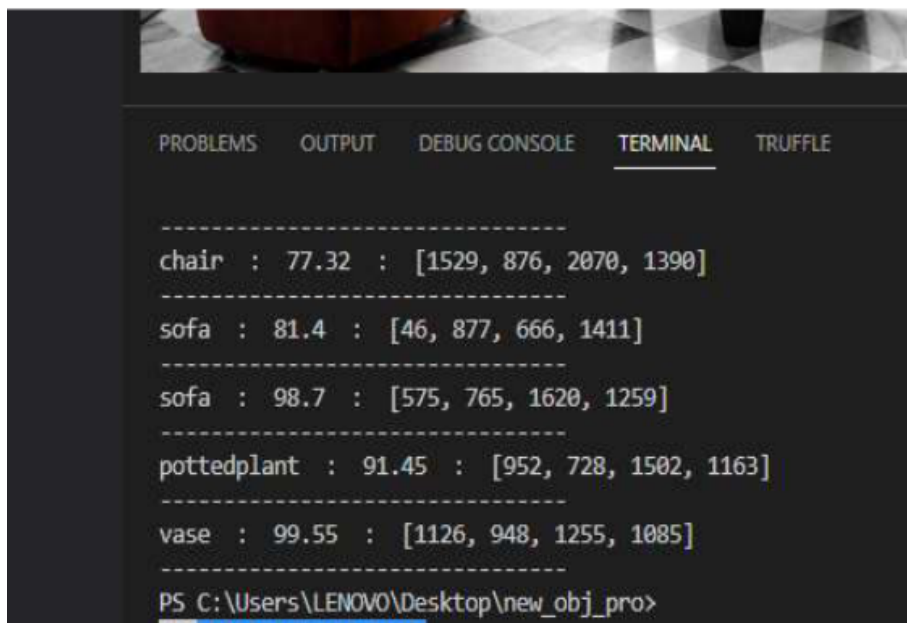 PROBLEMS OUTPUT DEBUG CONSOLE TERMINAL TRUFFLE
--------------------------------
chair : 77.32 : [1529, 876, 2070, 1390]
--------------------------------
sofa : 81.4 : [46, 877, 666, 1411]
--------------------------------
sofa : 98.7 : [575, 765, 1620, 1259]
--------------------------------
pottedplant : 91.45 : [952, 728, 1502, 1163]
--------------------------------
vase : 99.55 : [1126, 948, 1255, 1085]
--------------------------------
PS C:\Users\LENOVO\Desktop\new_obj_pro>